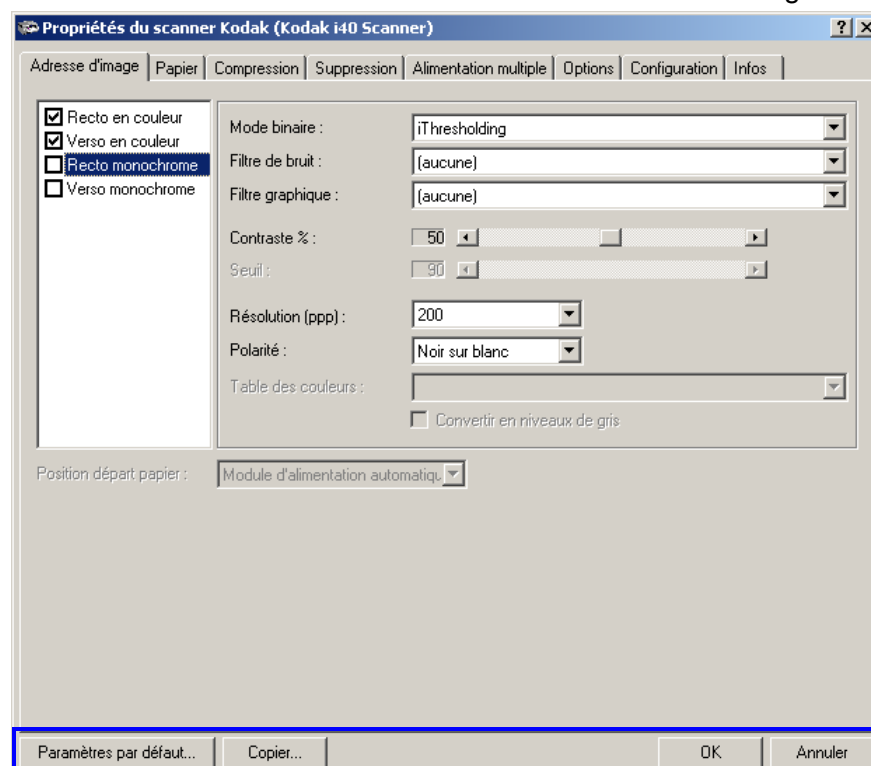 Propriétés du scanner Kodak (Kodak i40 Scanner)
Adresse d'image Papier Compression Suppression Alimentation multiple Options Configuration Infos
Recto en couleur
Verso en couleur
Recto monochrome
Verso monochrome
Mode binaire : iThresholding
Filtre de bruit : (aucune)
Filtre graphique : (aucune)
Contraste % : 50
Seuil : 90
Résolution (ppp) : 200
Polarité : Noir sur blanc
Table des couleurs :
Convertir en niveaux de gris
Position départ papier : Module d'alimentation automatiqu
Paramètres par défaut... Copier... OK Annuler